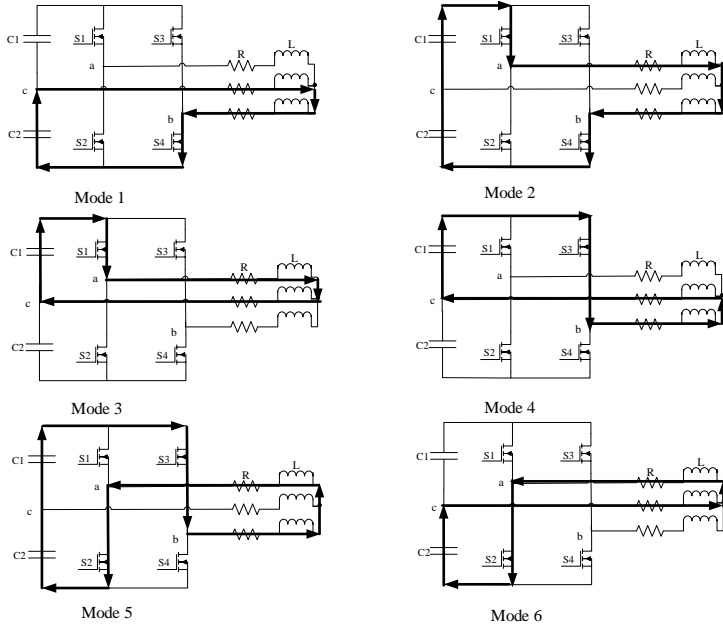 C1 S1 S3 L
a R
c
b
C2 S2 S4
Mode 1
C1 S1 S3 R L
a
c
b
C2 S2 S4
Mode 2
C1 S1 S3 R L
a
c
b
C2 S2 S4
Mode 3
C1 S1 S3 R L
a
c
b
C2 S2 S4
Mode 4
C1 S1 S3 R L
a
c
b
C2 S2 S4
Mode 5
C1 S1 S3 R L
a
c
b
C2 S2 S4
Mode 6